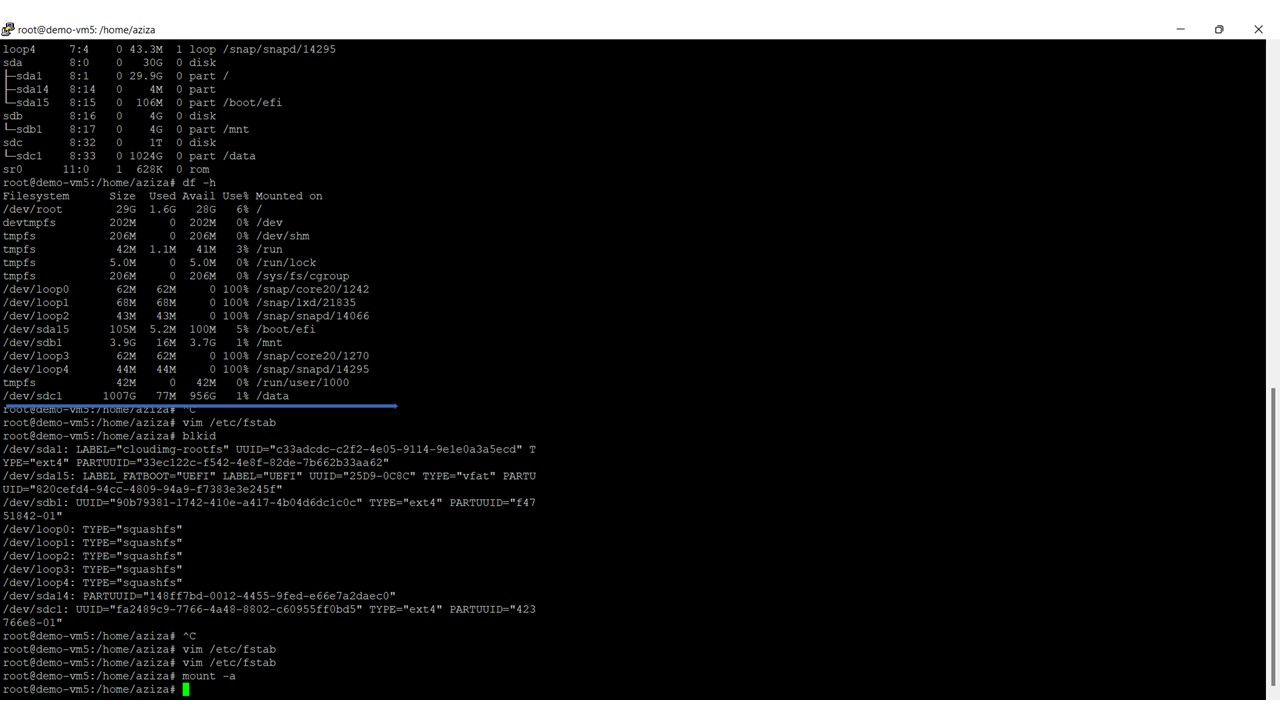 root@demo-vm5: /home/aziza
loop4 7:4 0 43.3M 1 loop /snap/snapd/14295
sda 8:0 0 30G 0 disk
├─sda1 8:1 0 29.9G 0 part /
├─sda14 8:14 0 4M 0 part
└─sda15 8:15 0 106M 0 part /boot/efi
sdb 8:16 0 4G 0 disk
└─sdb1 8:17 0 4G 0 part /mnt
sdc 8:32 0 1T 0 disk
└─sdc1 8:33 0 1024G 0 part /data
sr0 11:0 1 628K 0 rom
root@demo-vm5:/home/aziza# df -h
Filesystem Size Used Avail Use% Mounted on
/dev/root 29G 1.6G 28G 6% /
devtmpfs 202M 0 202M 0% /dev
tmpfs 206M 0 206M 0% /dev/shm
tmpfs 42M 1.1M 41M 3% /run
tmpfs 5.0M 0 5.0M 0% /run/lock
tmpfs 206M 0 206M 0% /sys/fs/cgroup
/dev/loop0 62M 62M 0 100% /snap/core20/1242
/dev/loop1 68M 68M 0 100% /snap/lxd/21835
/dev/loop2 43M 43M 0 100% /snap/snapd/14066
/dev/sda15 105M 5.2M 100M 5% /boot/efi
/dev/sdb1 3.9G 16M 3.7G 1% /mnt
/dev/loop3 62M 62M 0 100% /snap/core20/1270
/dev/loop4 44M 44M 0 100% /snap/snapd/14295
tmpfs 42M 0 42M 0% /run/user/1000
/dev/sdc1 1007G 77M 956G 1% /data
root@demo-vm5:/home/aziza# ^C
root@demo-vm5:/home/aziza# vim /etc/fstab
root@demo-vm5:/home/aziza# blkid
/dev/sda1: LABEL="cloudimg-rootfs" UUID="c33adcdc-c2f2-4e05-9114-9e1e0a3a5ecd" T
YPE="ext4" PARTUUID="33ec122c-f542-4e8f-82de-7b662b33aa62"
/dev/sda15: LABEL_FATBOOT="UEFI" LABEL="UEFI" UUID="25D9-0C8C" TYPE="vfat" PARTU
UID="820cefd4-94cc-4809-94a9-f7383e3e245f"
/dev/sdb1: UUID="90b79381-1742-410e-a417-4b04d6dc1c0c" TYPE="ext4" PARTUUID="f47
51842-01"
/dev/loop0: TYPE="squashfs"
/dev/loop1: TYPE="squashfs"
/dev/loop2: TYPE="squashfs"
/dev/loop3: TYPE="squashfs"
/dev/loop4: TYPE="squashfs"
/dev/sda14: PARTUUID="148ff7bd-0012-4455-9fed-e66e7a2daec0"
/dev/sdc1: UUID="fa2489c9-7766-4a48-8802-c60955ff0bd5" TYPE="ext4" PARTUUID="423
766e8-01"
root@demo-vm5:/home/aziza# ^C
root@demo-vm5:/home/aziza# vim /etc/fstab
root@demo-vm5:/home/aziza# vim /etc/fstab
root@demo-vm5:/home/aziza# mount -a
root@demo-vm5:/home/aziza#